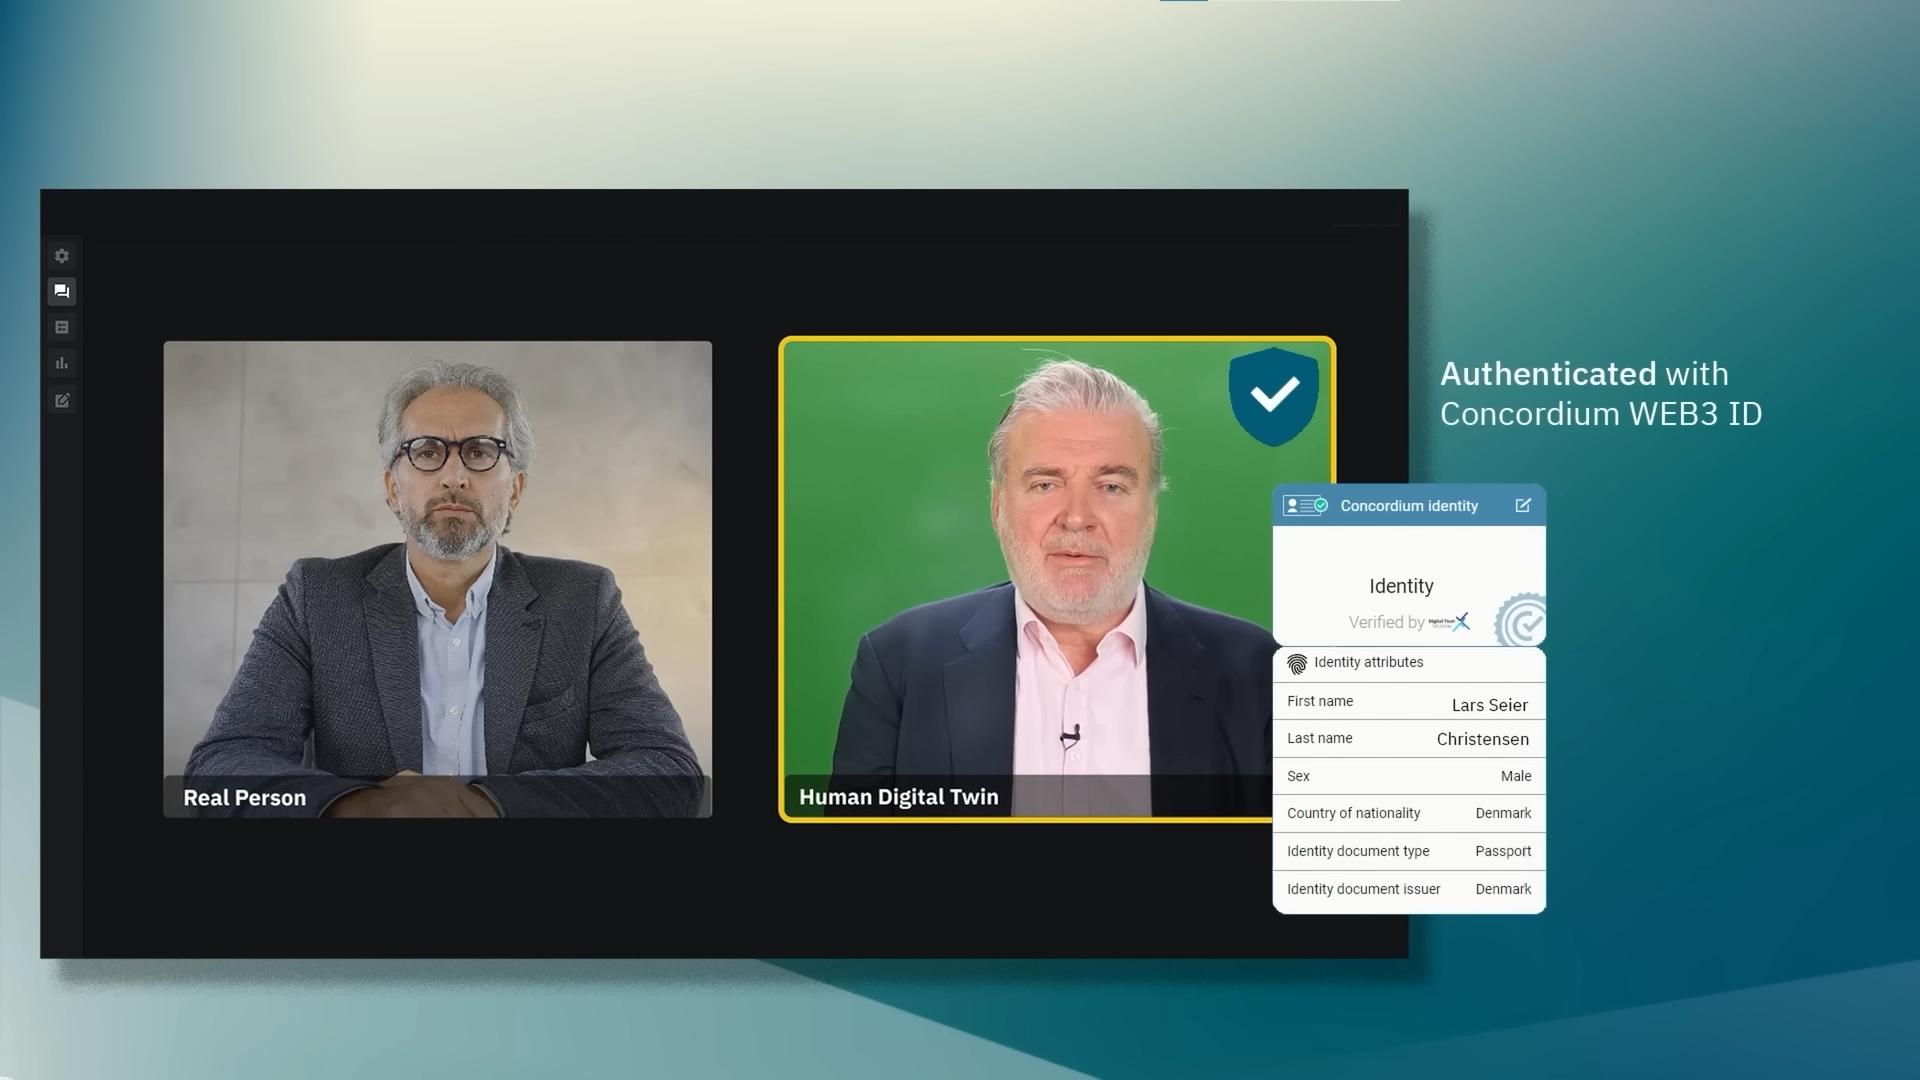 Authenticated with
Concordium WEB3 ID
Real Person
Human Digital Twin
Concordium identity
Identity
Verified by
Identity attributes
First name Lars Seier
Last name Christensen
Sex Male
Country of nationality Denmark
Identity document type Passport
Identity document issuer Denmark